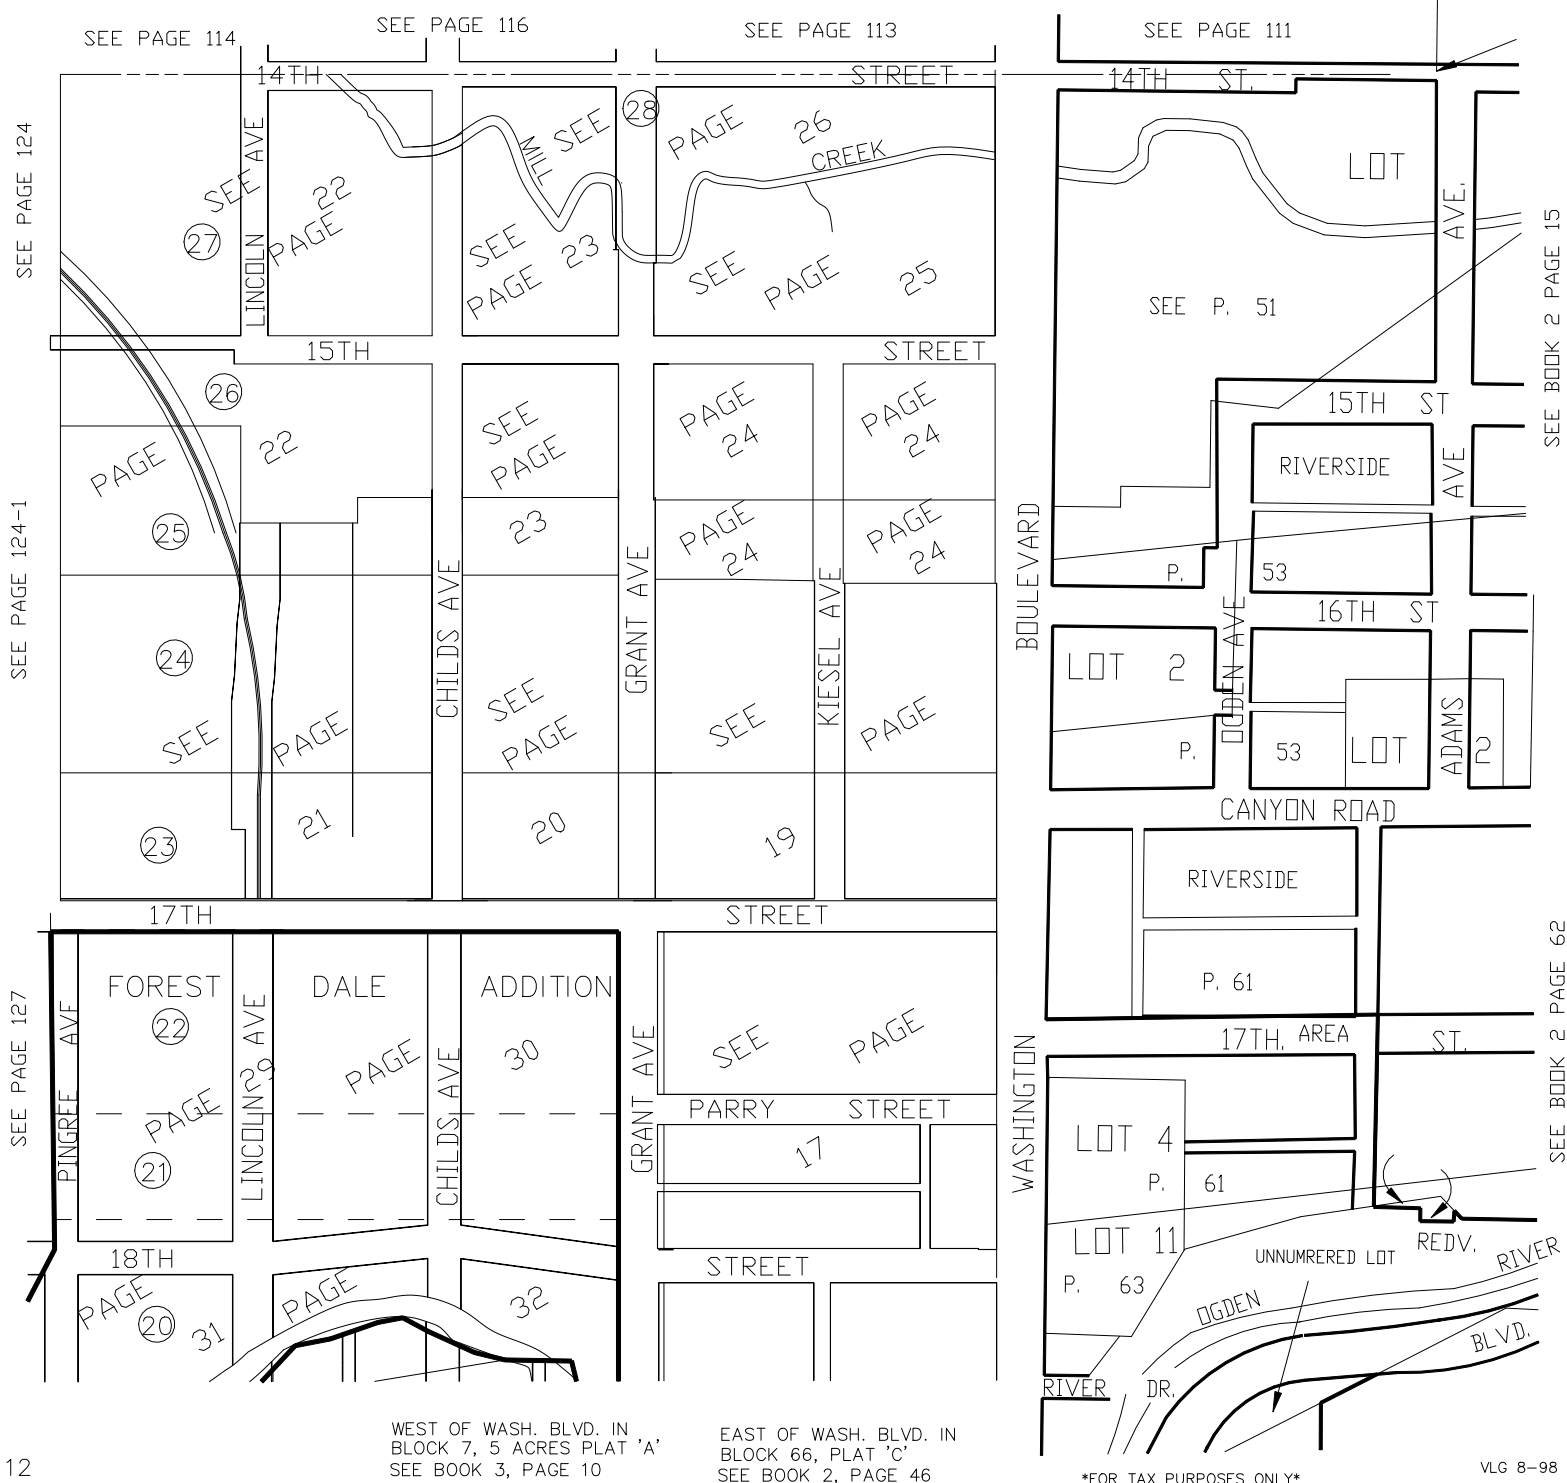 SEE PAGE 114
SEE PAGE 116
SEE PAGE 113
SEE PAGE 111
14TH STREET
14TH ST.
SEE PAGE 124
LINCOLN AVE
SEE PAGE 22
27
28
MILL CREEK
SEE PAGE 26
SEE PAGE 23
SEE PAGE 25
LOT
AVE.
SEE P. 51
SEE BOOK 2 PAGE 15
15TH STREET
15TH ST
26
PAGE 22
25
SEE PAGE 23
PAGE 24
PAGE 24
PAGE 24
PAGE 24
RIVERSIDE
AVE
SEE PAGE 124-1
BOULEVARD
P. 53
16TH ST
24
CHILDS AVE
GRANT AVE
KIESEL AVE
OGDEN AVE
LOT 2
SEE PAGE 21
SEE PAGE 20
SEE PAGE 19
P. 53
LOT 2
ADAMS
23
CANYON ROAD
RIVERSIDE
17TH STREET
P. 61
17TH. AREA ST.
SEE BOOK 2 PAGE 62
FOREST DALE ADDITION
22
SEE PAGE 127
PINGREE AVE
LINCOLN AVE
CHILDS AVE
GRANT AVE
PAGE 29
PAGE 30
SEE PAGE
WASHINGTON
PARRY STREET
17
21
LOT 4
P. 61
LOT 11
P. 63
REDV.
UNNUMRERED LOT
18TH STREET
OGDEN RIVER
PAGE 31
20
PAGE 32
BLVD.
RIVER DR.
WEST OF WASH. BLVD. IN
BLOCK 7, 5 ACRES PLAT 'A'
SEE BOOK 3, PAGE 10
EAST OF WASH. BLVD. IN
BLOCK 66, PLAT 'C'
SEE BOOK 2, PAGE 46
12
*FOR TAX PURPOSES ONLY*
VLG 8-98